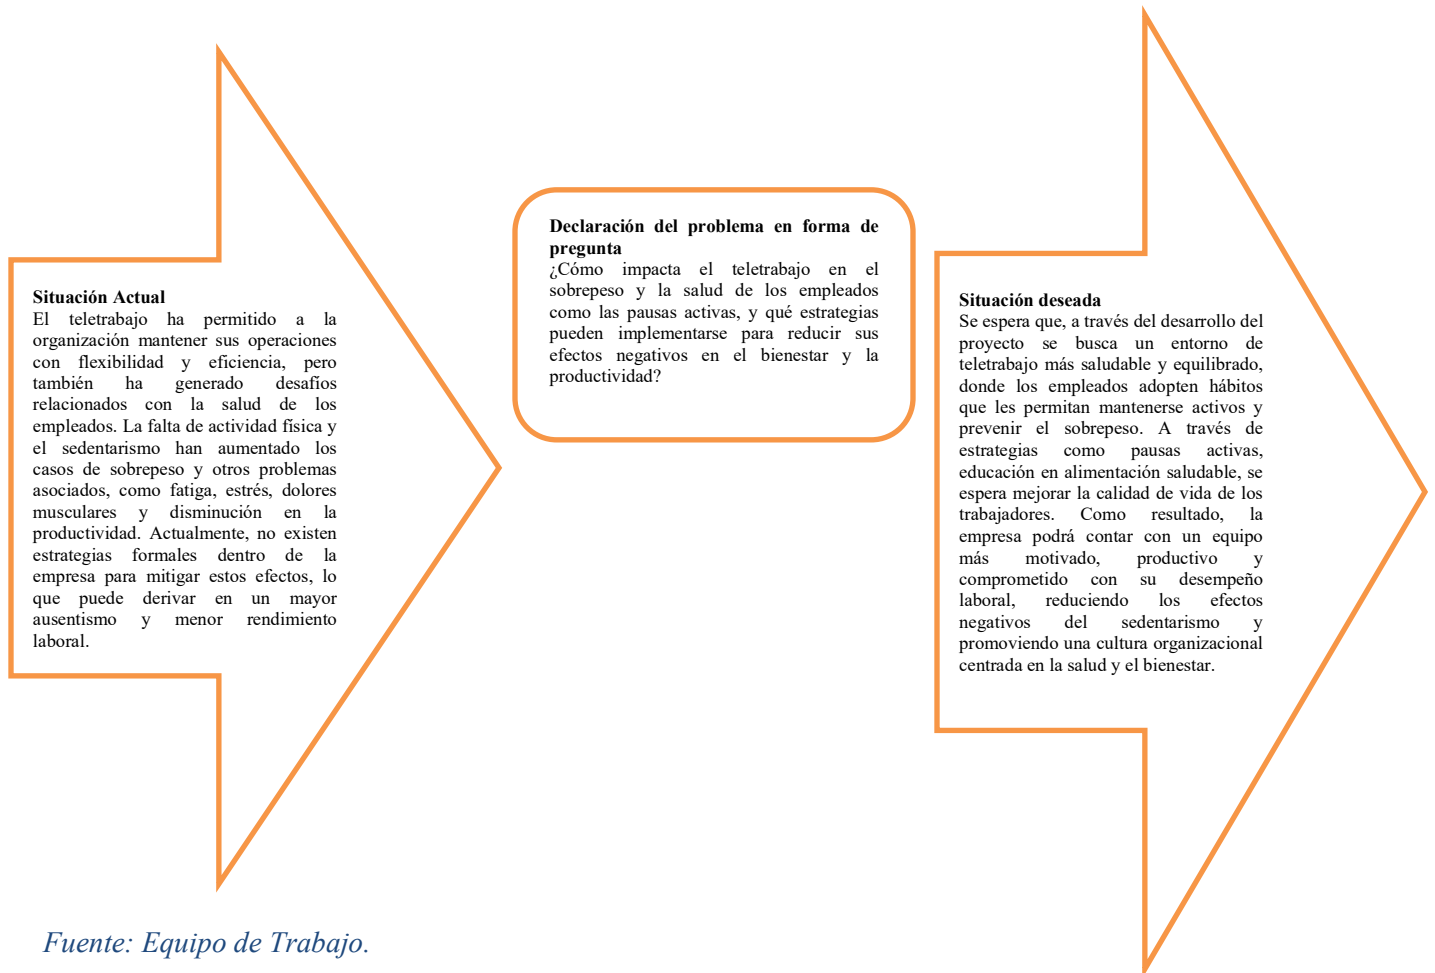 Situación Actual
El teletrabajo ha permitido a la
organización mantener sus operaciones
con flexibilidad y eficiencia, pero
también ha generado desafíos
relacionados con la salud de los
empleados. La falta de actividad física y
el sedentarismo han aumentado los
casos de sobrepeso y otros problemas
asociados, como fatiga, estrés, dolores
musculares y disminución en la
productividad. Actualmente, no existen
estrategias formales dentro de la
empresa para mitigar estos efectos, lo
que puede derivar en un mayor
ausentismo y menor rendimiento
laboral.
Declaración del problema en forma de
pregunta
¿Cómo impacta el teletrabajo en el
sobrepeso y la salud de los empleados
como las pausas activas, y qué estrategias
pueden implementarse para reducir sus
efectos negativos en el bienestar y la
productividad?
Situación deseada
Se espera que, a través del desarrollo del
proyecto se busca un entorno de
teletrabajo más saludable y equilibrado,
donde los empleados adopten hábitos
que les permitan mantenerse activos y
prevenir el sobrepeso. A través de
estrategias como pausas activas,
educación en alimentación saludable, se
espera mejorar la calidad de vida de los
trabajadores. Como resultado, la
empresa podrá contar con un equipo
más motivado, productivo y
comprometido con su desempeño
laboral, reduciendo los efectos
negativos del sedentarismo y
promoviendo una cultura organizacional
centrada en la salud y el bienestar.
Fuente: Equipo de Trabajo.